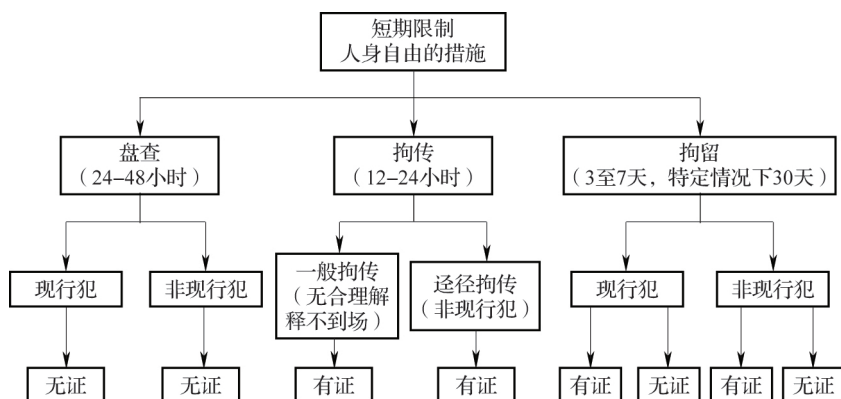 短期限制
人身自由的措施
盘查
（24–48小时）
拘传
（12–24小时）
拘留
（3至7天，特定情况下30天）
现行犯
非现行犯
一般拘传
（无合理解
释不到场）
迳径拘传
（非现行犯）
现行犯
非现行犯
无证
无证
有证
有证
有证
无证
有证
无证